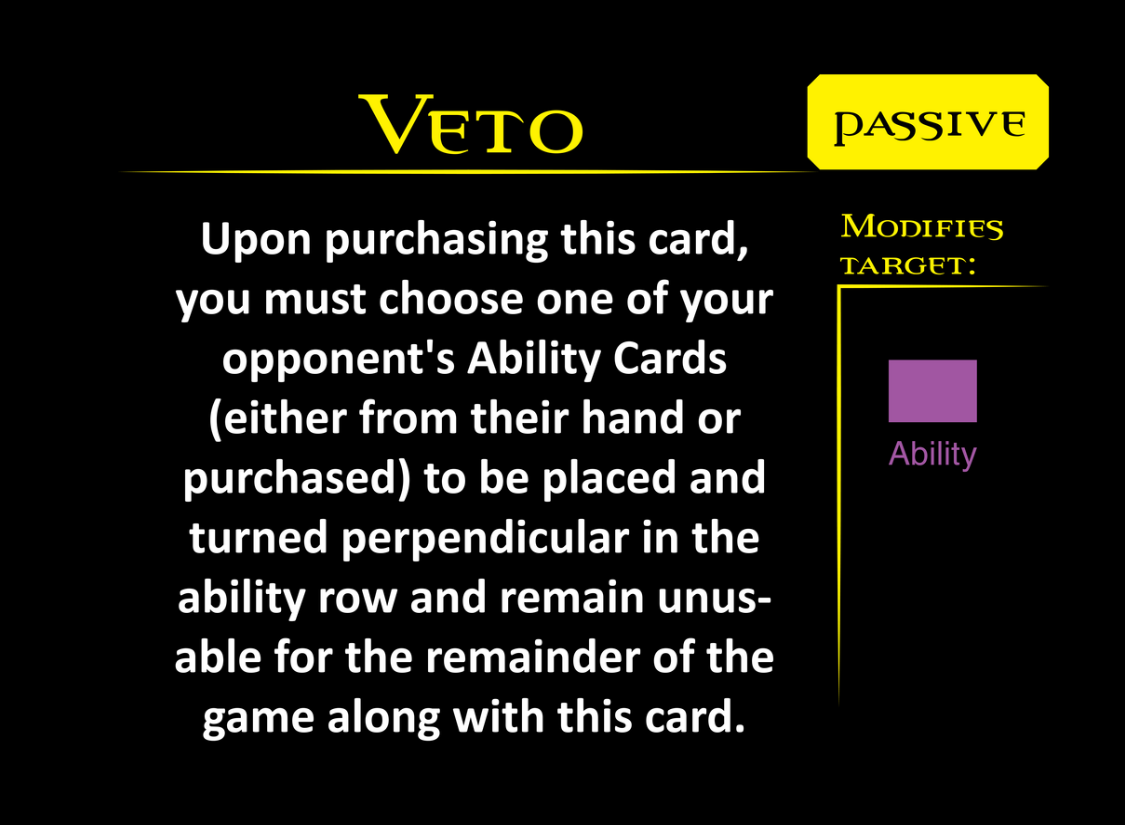 Veto
PASSIVE
Upon purchasing this card,
you must choose one of your
opponent's Ability Cards
(either from their hand or
purchased) to be placed and
turned perpendicular in the
ability row and remain unus-
able for the remainder of the
game along with this card.
Modifies
target:
Ability